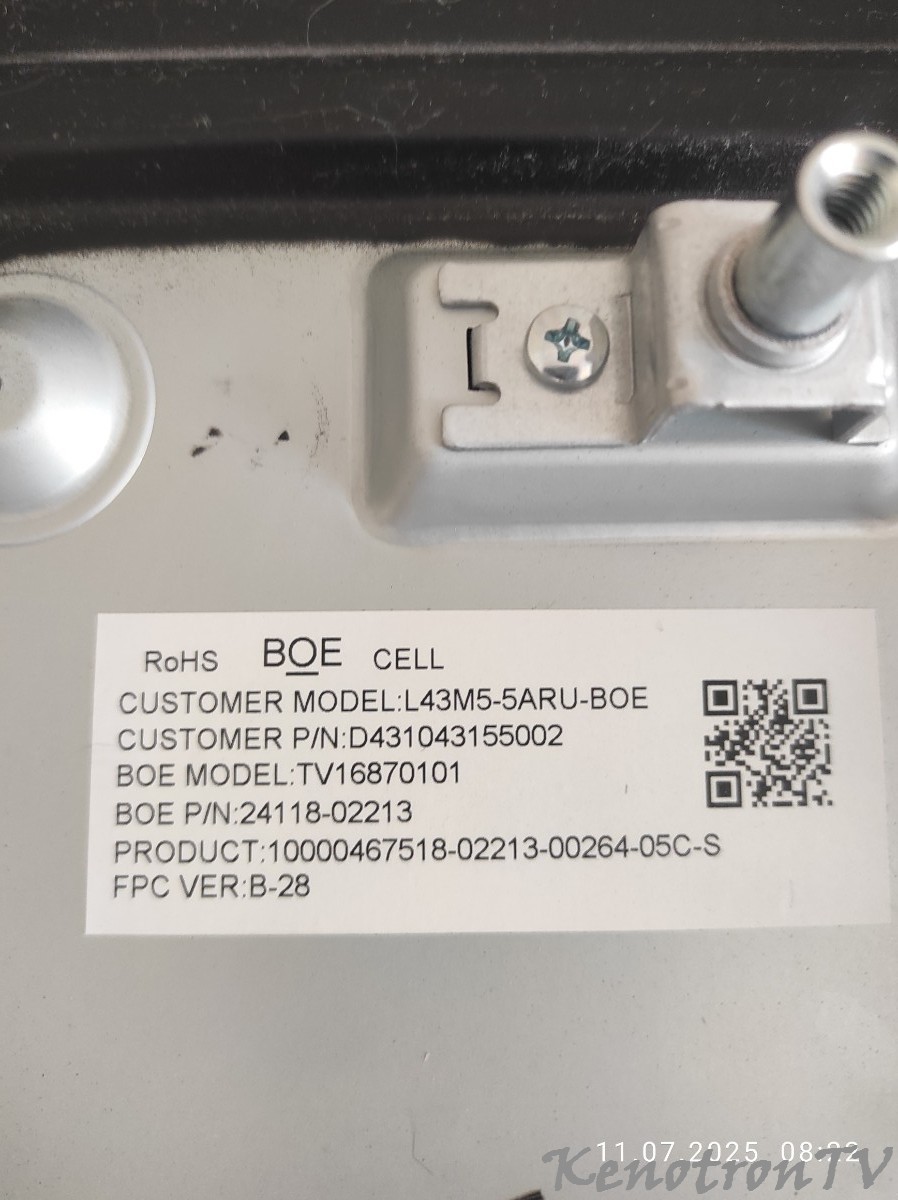 RoHS BOE CELL
CUSTOMER MODEL:L43M5-5ARU-BOE
CUSTOMER P/N:D431043155002
BOE MODEL:TV16870101
BOE P/N:24118-02213
PRODUCT:10000467518-02213-00264-05C-S
FPC VER:B-28
11.07.2025 08:22
KenotronTV